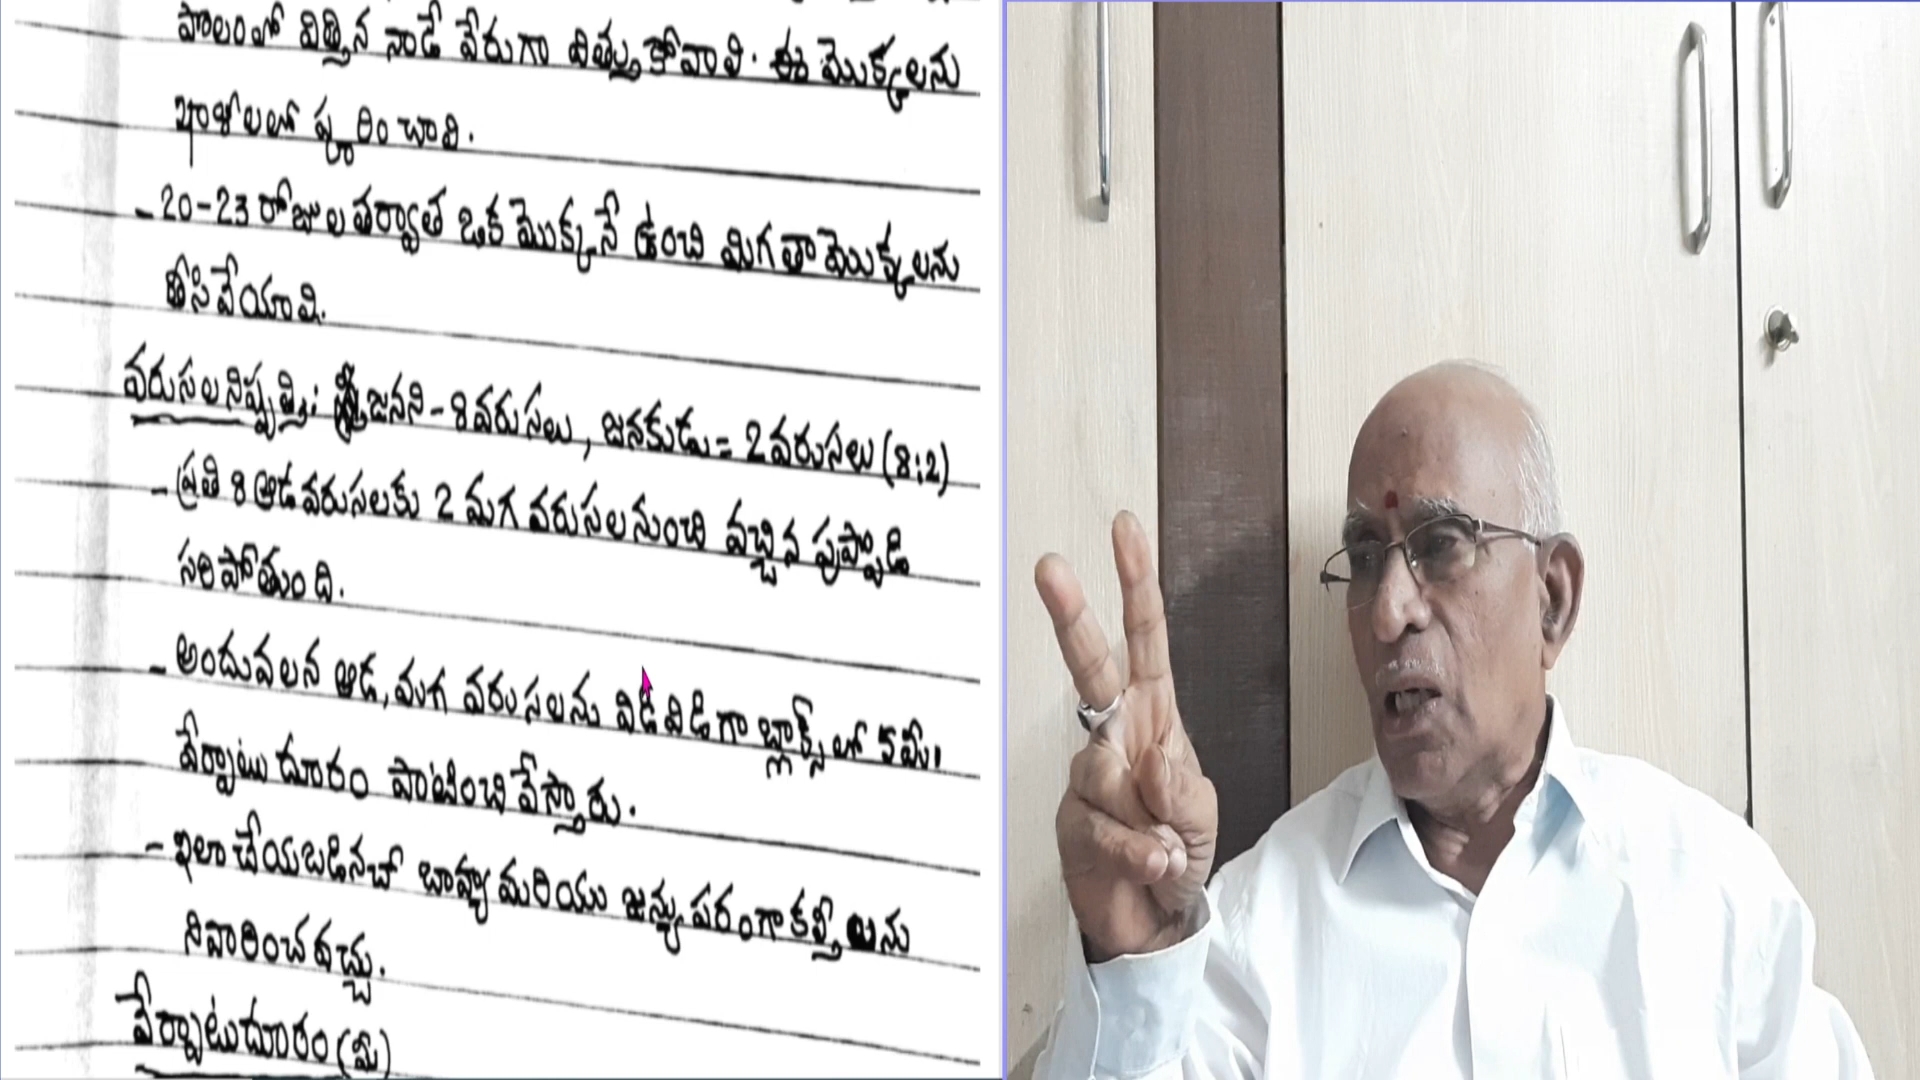 పొలంలో విత్తిన నాడే వేరుగా విత్తుకోవాలి. ఈ మొక్కలను
ఖాళీలలో పూరించాలి.
- 20-23 రోజుల తర్వాత ఒక మొక్కనే ఉంచి మిగతా మొక్కలను
తీసివేయాలి.
వరుసల నిష్పత్తి: జనని - 8 వరుసలు, జనకుడు = 2 వరుసలు (8:2)
- ప్రతి 8 ఆడ వరుసలకు 2 మగ వరుసల నుంచి వచ్చిన పుప్పొడి
సరిపోతుంది.
- అందువలన ఆడ, మగ వరుసలను విడివిడిగా బ్లాక్స్ లో 5 మీ.
వేర్పాటు దూరం పాటించి వేస్తారు.
- ఇలా చేయబడినచో బావ్యా మరియు జన్యు పరంగా కల్తీలను
నివారించవచ్చు.
వేర్పాటు దూరం (మీ)